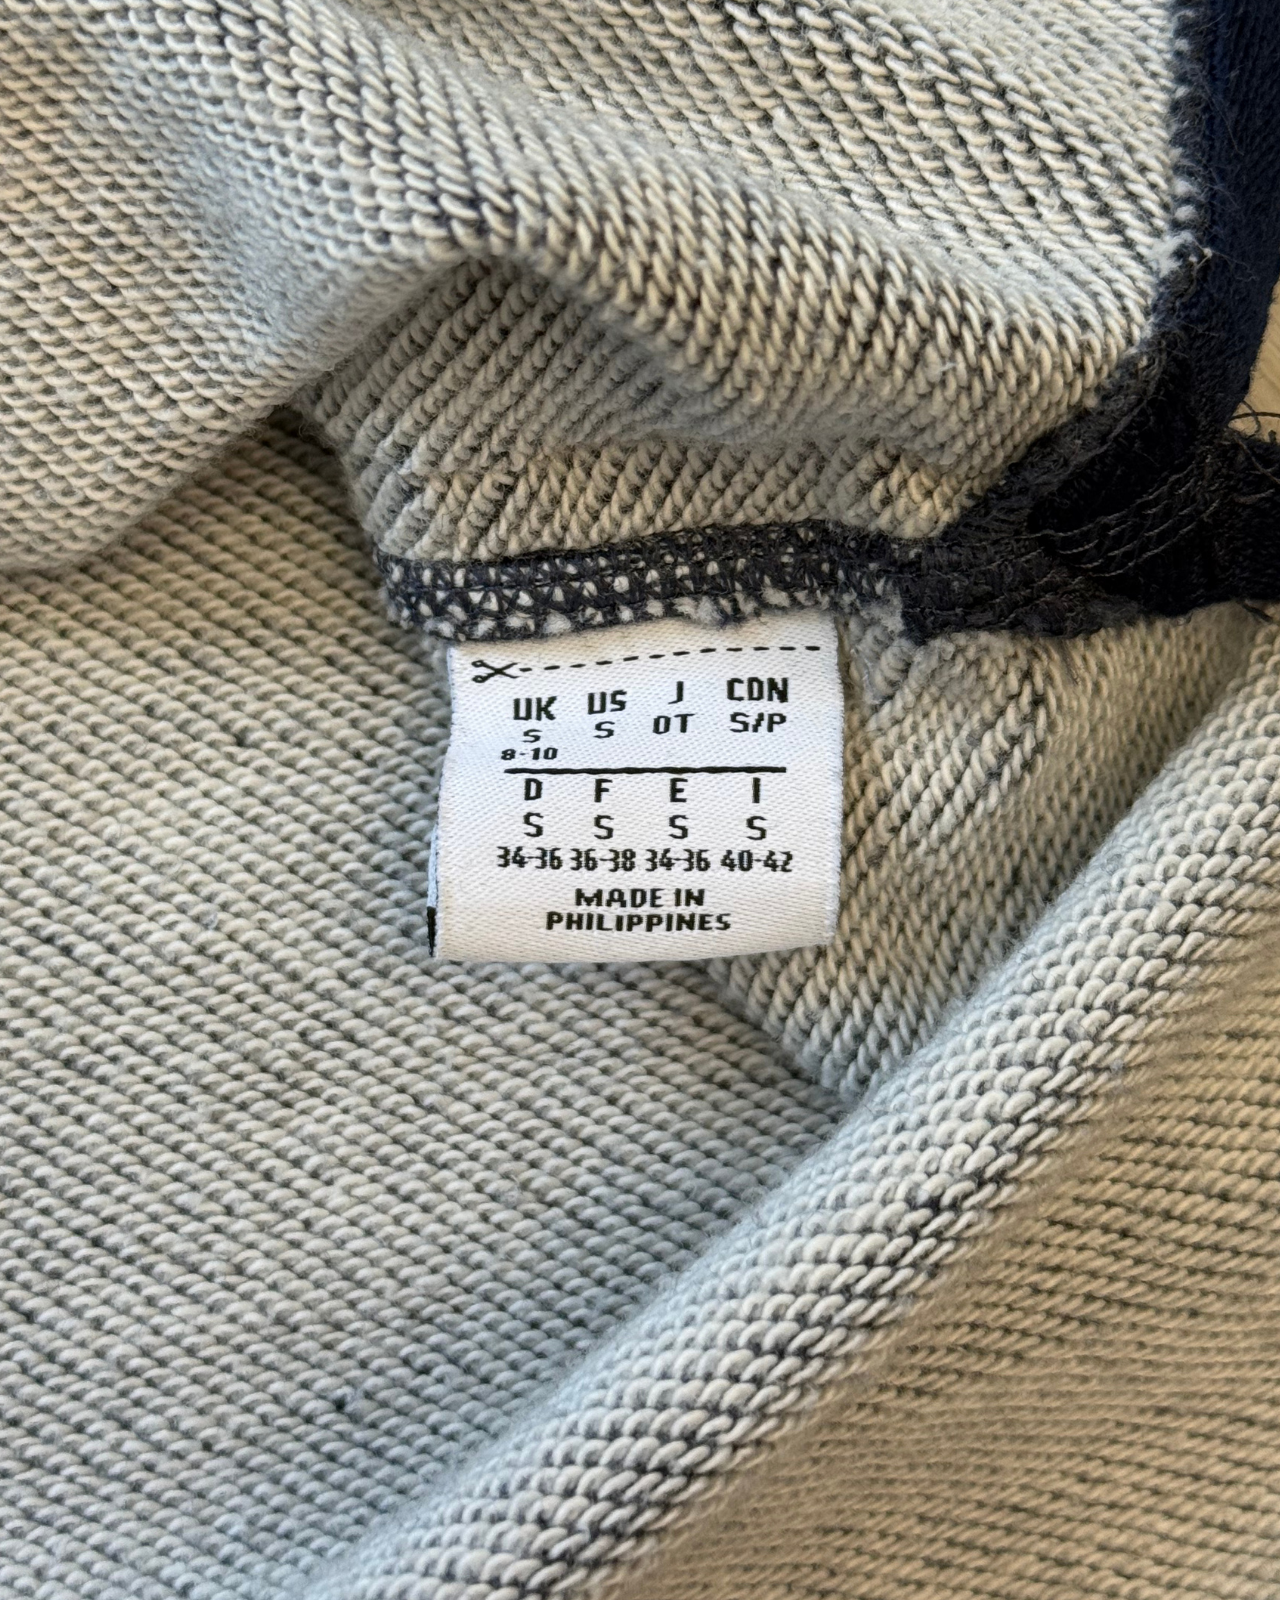 UK US J CDN
S S OT S/P
8-10
D F E I
S S S S
34-36 36-38 34-36 40-42
MADE IN
PHILIPPINES